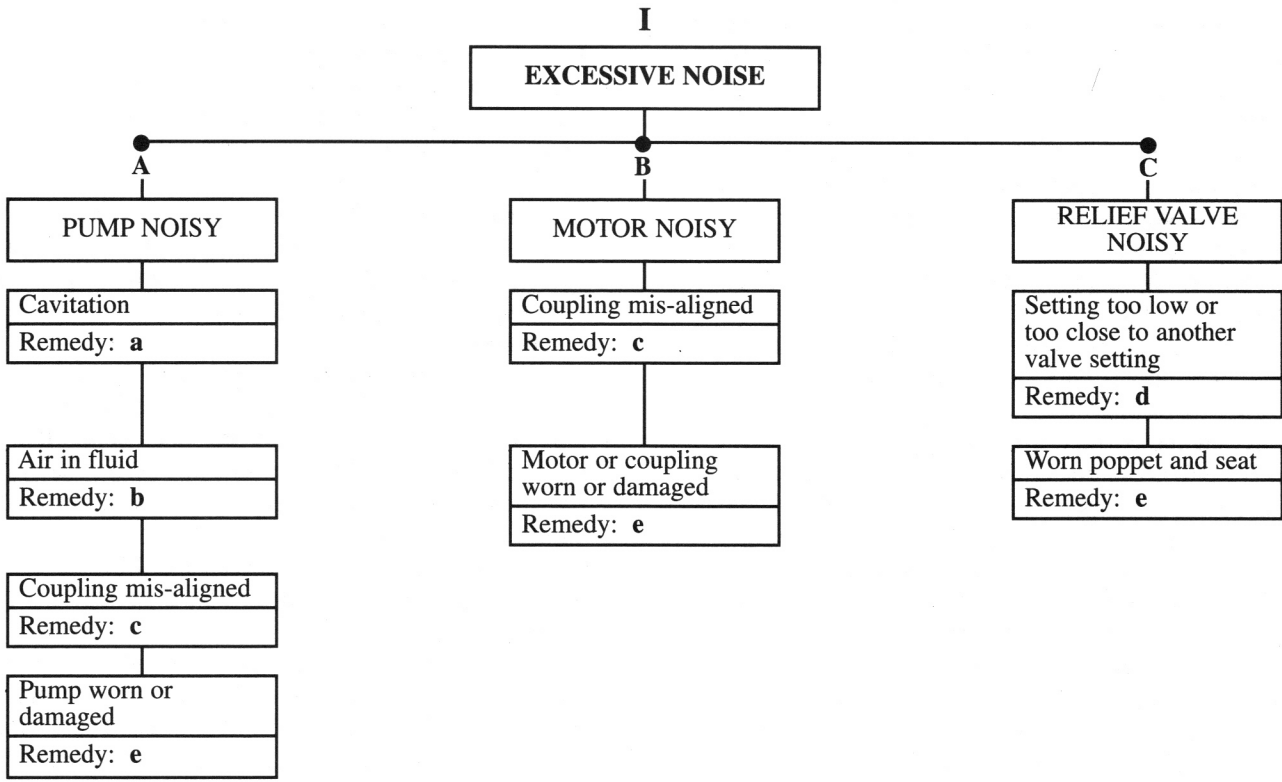 I
EXCESSIVE NOISE
A
B
C
PUMP NOISY
Cavitation
Remedy: a
Air in fluid
Remedy: b
Coupling mis-aligned
Remedy: c
Pump worn or
damaged
Remedy: e
MOTOR NOISY
Coupling mis-aligned
Remedy: c
Motor or coupling
worn or damaged
Remedy: e
RELIEF VALVE
NOISY
Setting too low or
too close to another
valve setting
Remedy: d
Worn poppet and seat
Remedy: e